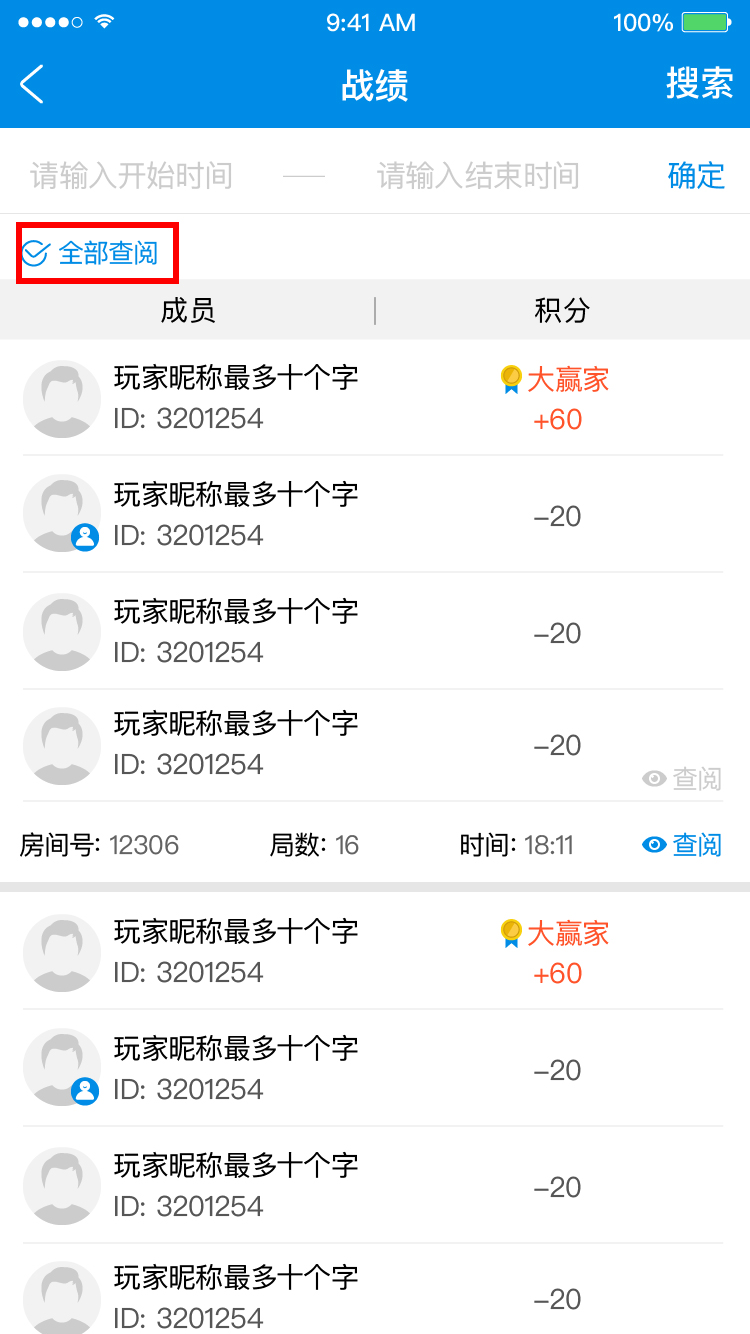 9:41 AM 100%
战绩 搜索
请输入开始时间 —— 请输入结束时间 确定
全部查阅
成员 | 积分
玩家昵称最多十个字 大赢家
ID: 3201254 +60
玩家昵称最多十个字
ID: 3201254 –20
玩家昵称最多十个字
ID: 3201254 –20
玩家昵称最多十个字
ID: 3201254 –20
查阅
房间号: 12306 局数: 16 时间: 18:11 查阅
玩家昵称最多十个字 大赢家
ID: 3201254 +60
玩家昵称最多十个字
ID: 3201254 –20
玩家昵称最多十个字
ID: 3201254 –20
玩家昵称最多十个字
ID: 3201254 –20